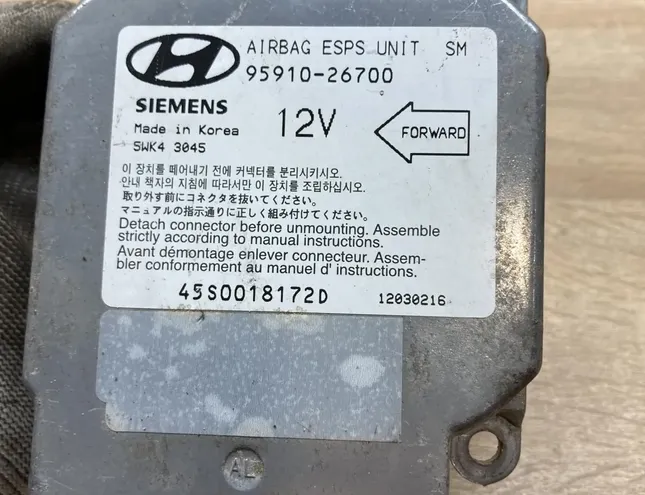 AIRBAG ESPS UNIT SM
95910-26700
SIEMENS
12V
FORWARD
Made in Korea
5WK4 3045
이 장치를 떼어내기 전에 커넥터를 분리시키시오.
안내 책자의 지침에 따라서만 이 장치를 조립하십시오.
取り外す前にコネクタを抜いてください。
マニュアルの指示通りに正しく組み付けてください。
Detach connector before unmounting. Assemble
strictly according to manual instructions.
Avant démontage enlever connecteur. Assem-
bler conformement au manuel d' instructions.
45S0018172D
12030216
AL